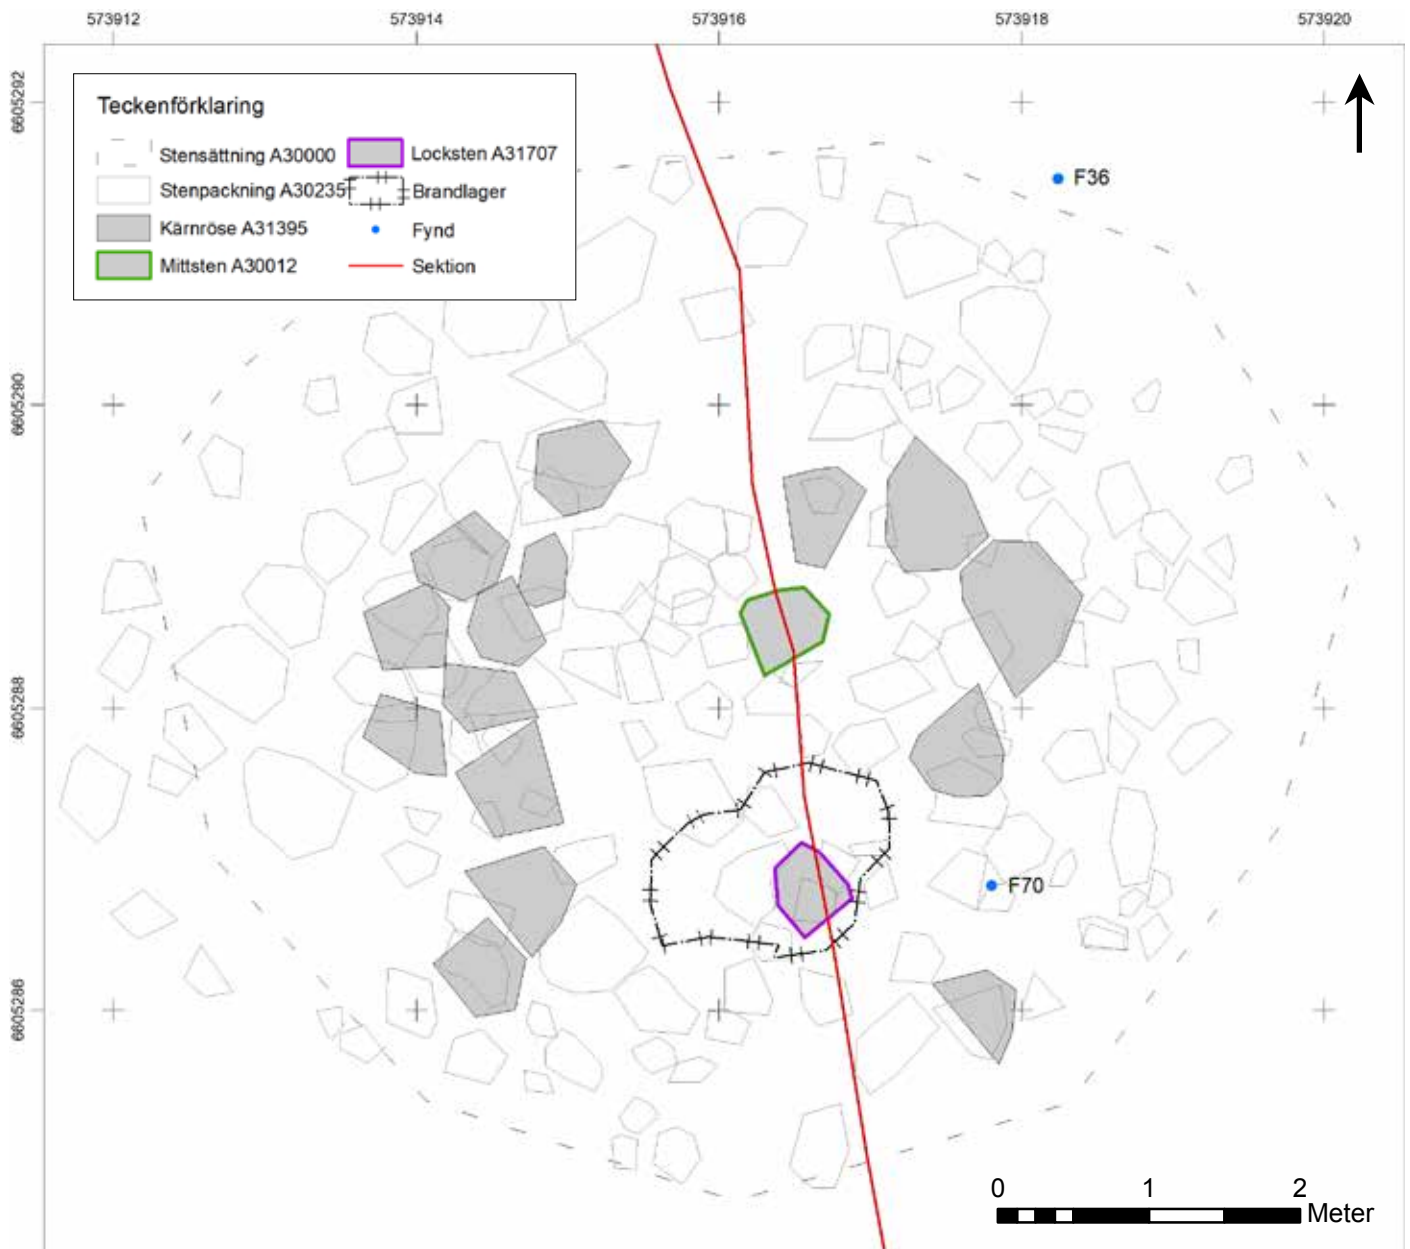 573912 573914 573916 573918 573920
6605292
6605290
6605288
6605286
Teckenförklaring
Stensättning A30000
Stenpackning A30235
Kärnröse A31395
Mittsten A30012
Locksten A31707
Brandlager
Fynd
Sektion
F36
F70
0 1 2
Meter